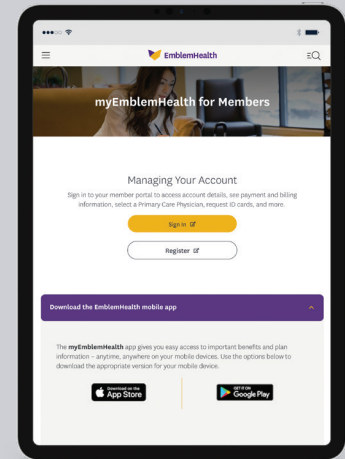 EmblemHealth
myEmblemHealth for Members
Managing Your Account
Sign in to your member portal to access account details, see payment and billing
information, select a Primary Care Physician, request ID cards, and more.
Sign In
Register
Download the EmblemHealth mobile app
The myEmblemHealth app gives you easy access to important benefits and plan
information – anytime, anywhere on your mobile devices. Use the options below to
download the appropriate version for your mobile device.
Download on the
App Store
GET IT ON
Google Play